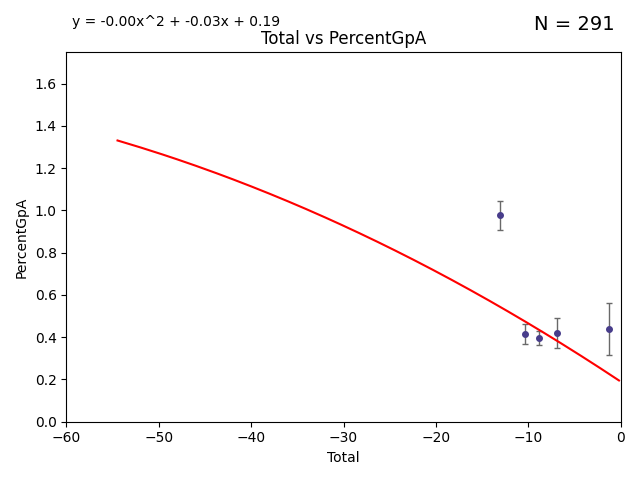 y = -0.00x^2 + -0.03x + 0.19
N = 291
Total vs PercentGpA
PercentGpA
1.6
1.4
1.2
1.0
0.8
0.6
0.4
0.2
0.0
−60 −50 −40 −30 −20 −10 0
Total